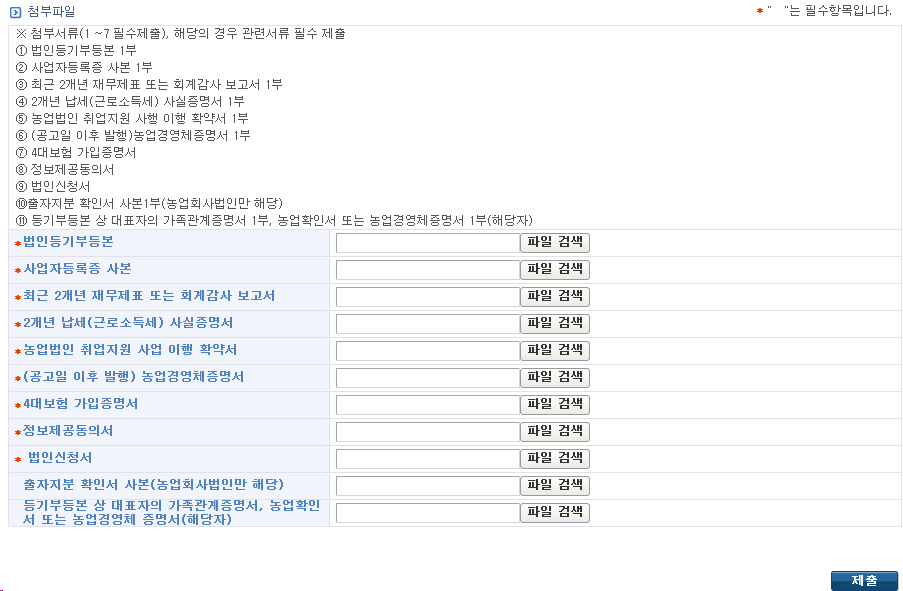 첨부파일
* " "는 필수항목입니다.
※ 첨부서류(1 ~7 필수제출), 해당의 경우 관련서류 필수 제출
① 법인등기부등본 1부
② 사업자등록증 사본 1부
③ 최근 2개년 재무제표 또는 회계감사 보고서 1부
④ 2개년 납세(근로소득세) 사실증명서 1부
⑤ 농업법인 취업지원 사행 이행 확약서 1부
⑥ (공고일 이후 발행)농업경영체증명서 1부
⑦ 4대보험 가입증명서
⑧ 정보제공동의서
⑨ 법인신청서
⑩출자지분 확인서 사본1부(농업회사법인만 해당)
⑪ 등기부등본 상 대표자의 가족관계증명서 1부, 농업확인서 또는 농업경영체증명서 1부(해당자)
*법인등기부등본 파일 검색
*사업자등록증 사본 파일 검색
*최근 2개년 재무제표 또는 회계감사 보고서 파일 검색
*2개년 납세(근로소득세) 사실증명서 파일 검색
*농업법인 취업지원 사업 이행 확약서 파일 검색
*(공고일 이후 발행) 농업경영체증명서 파일 검색
*4대보험 가입증명서 파일 검색
*정보제공동의서 파일 검색
* 법인신청서 파일 검색
출자지분 확인서 사본(농업회사법인만 해당) 파일 검색
등기부등본 상 대표자의 가족관계증명서, 농업확인
서 또는 농업경영체 증명서(해당자) 파일 검색
제출